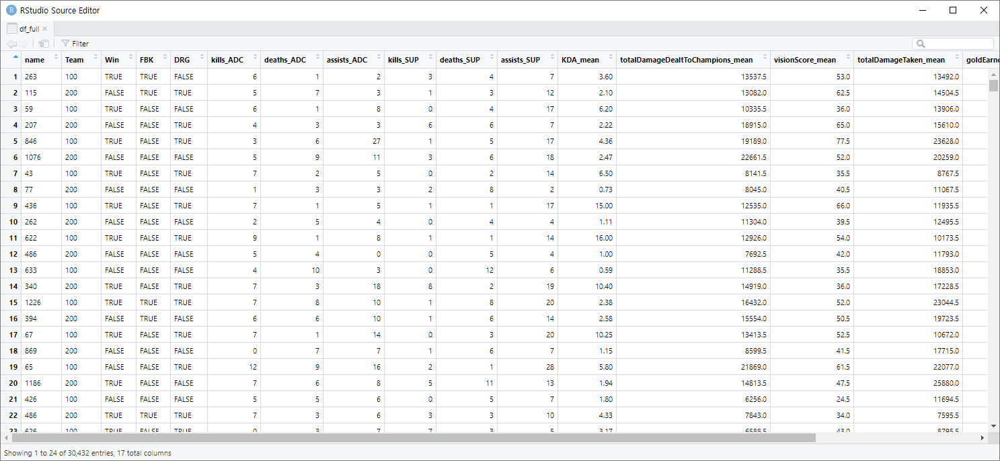 RStudio Source Editor
df_full
Filter
name Team Win FBK DRG kills_ADC deaths_ADC assists_ADC kills_SUP deaths_SUP assists_SUP KDA_mean totalDamageDealtToChampions_mean visionScore_mean totalDamageTaken_mean goldEarne
1 263 100 TRUE TRUE FALSE 6 1 2 3 4 7 3.60 13537.5 53.0 13492.0
2 115 200 FALSE TRUE TRUE 5 7 3 1 3 12 2.10 13082.0 62.5 14504.5
3 59 100 TRUE FALSE FALSE 6 1 8 0 4 17 6.20 10335.5 36.0 13906.0
4 207 200 FALSE FALSE TRUE 4 3 3 6 6 7 2.22 18915.0 65.0 15610.0
5 846 100 TRUE FALSE TRUE 3 6 27 1 5 17 4.36 19189.0 77.5 23628.0
6 1076 200 FALSE FALSE FALSE 5 9 11 3 6 18 2.47 22661.5 52.0 20259.0
7 43 100 TRUE FALSE TRUE 7 2 5 0 2 14 6.50 8141.5 35.5 8767.5
8 77 200 FALSE FALSE FALSE 1 3 3 2 8 2 0.73 8045.0 40.5 11067.5
9 436 100 TRUE FALSE TRUE 7 1 5 1 1 17 15.00 12535.0 66.0 11935.5
10 262 200 FALSE FALSE FALSE 2 5 4 0 4 4 1.11 11304.0 39.5 12495.5
11 622 100 TRUE FALSE TRUE 9 1 8 1 1 14 16.00 12926.0 54.0 10173.5
12 486 200 FALSE FALSE FALSE 5 4 0 0 5 4 1.00 7692.5 42.0 11793.0
13 633 100 FALSE FALSE FALSE 4 10 3 0 12 6 0.59 11288.5 35.5 18853.0
14 340 200 TRUE FALSE TRUE 7 3 18 8 2 19 10.40 14919.0 36.0 17228.5
15 1226 100 TRUE TRUE TRUE 7 8 10 1 8 20 2.38 16432.0 52.0 23044.5
16 394 200 FALSE TRUE FALSE 6 6 10 1 6 14 2.58 15554.0 50.5 19723.5
17 67 100 TRUE FALSE TRUE 7 1 14 0 3 20 10.25 13413.5 52.5 10672.0
18 869 200 FALSE FALSE FALSE 0 7 7 1 6 7 1.15 8599.5 41.5 17715.0
19 65 100 FALSE FALSE TRUE 12 9 16 2 1 28 5.80 21869.0 61.5 22077.0
20 1186 200 TRUE FALSE FALSE 7 6 8 5 11 13 1.94 14813.5 47.5 25880.0
21 426 100 FALSE FALSE FALSE 5 5 6 0 5 7 1.80 6256.0 24.5 11694.5
22 486 200 TRUE TRUE TRUE 7 3 6 3 3 10 4.33 7843.0 34.0 7595.5
23 626 100 TRUE FALSE TRUE 0 3 7 7 3 5 3.17 6588.5 43.0 8795.5
Showing 1 to 24 of 30,432 entries, 17 total columns